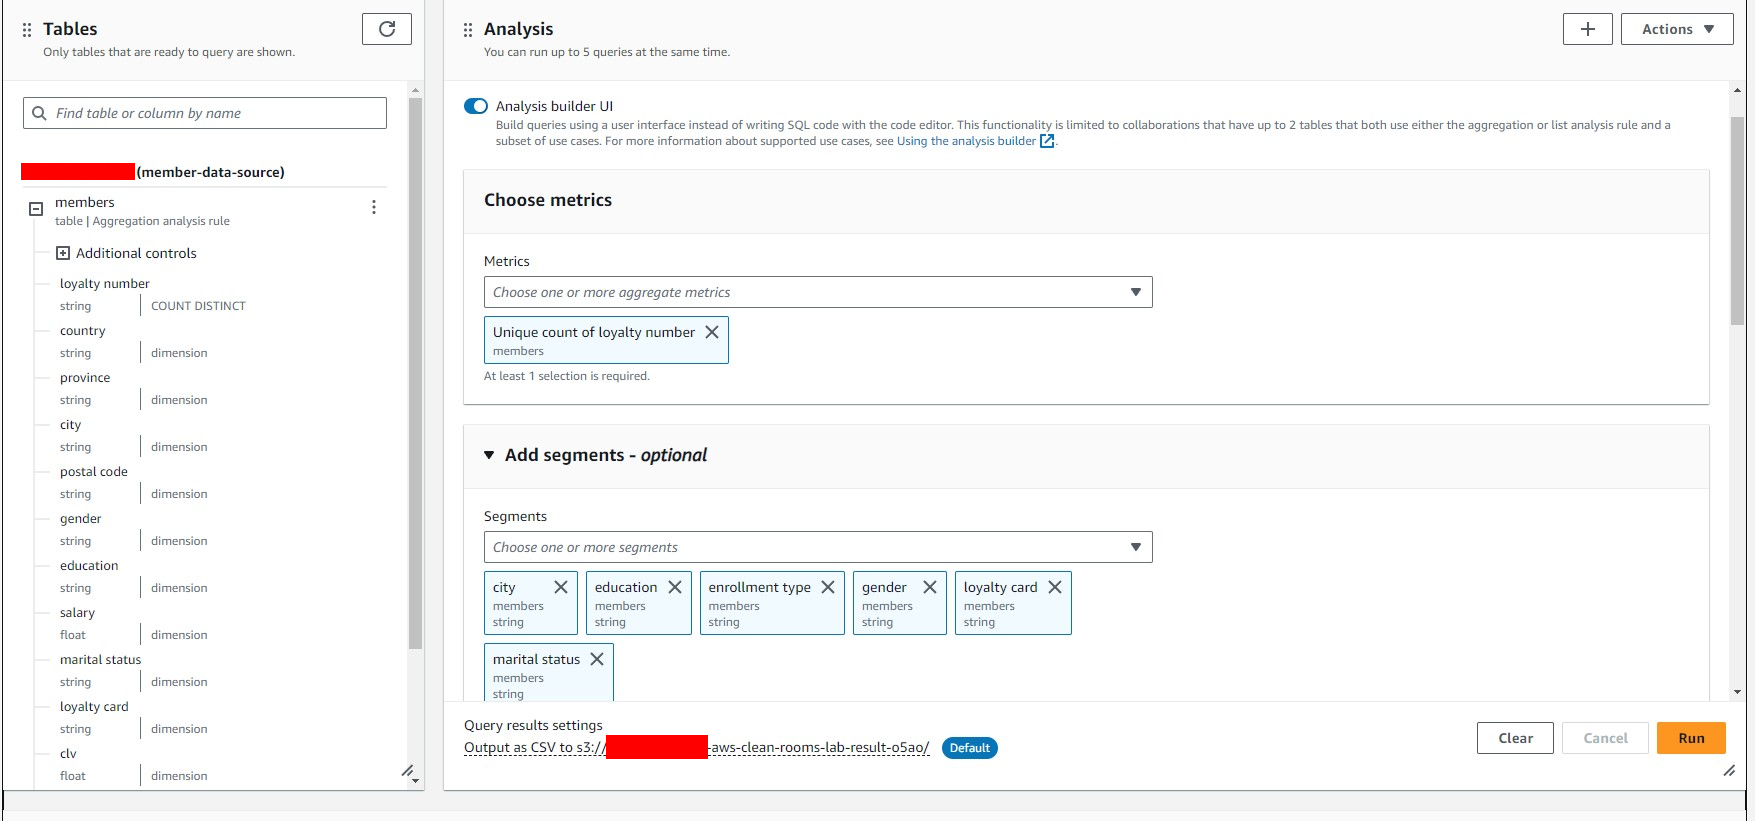 Tables
Only tables that are ready to query are shown.
Find table or column by name
(member-data-source)
members
table | Aggregation analysis rule
Additional controls
loyalty number
string | COUNT DISTINCT
country
string | dimension
province
string | dimension
city
string | dimension
postal code
string | dimension
gender
string | dimension
education
string | dimension
salary
float | dimension
marital status
string | dimension
loyalty card
string | dimension
clv
float | dimension
Analysis
You can run up to 5 queries at the same time.
Actions
Analysis builder UI
Build queries using a user interface instead of writing SQL code with the code editor. This functionality is limited to collaborations that have up to 2 tables that both use either the aggregation or list analysis rule and a
subset of use cases. For more information about supported use cases, see Using the analysis builder.
Choose metrics
Metrics
Choose one or more aggregate metrics
Unique count of loyalty number
members
At least 1 selection is required.
Add segments - optional
Segments
Choose one or more segments
city
members
string
education
members
string
enrollment type
members
string
gender
members
string
loyalty card
members
string
marital status
members
string
Query results settings
Output as CSV to s3://
-aws-clean-rooms-lab-result-o5ao/
Default
Clear
Cancel
Run